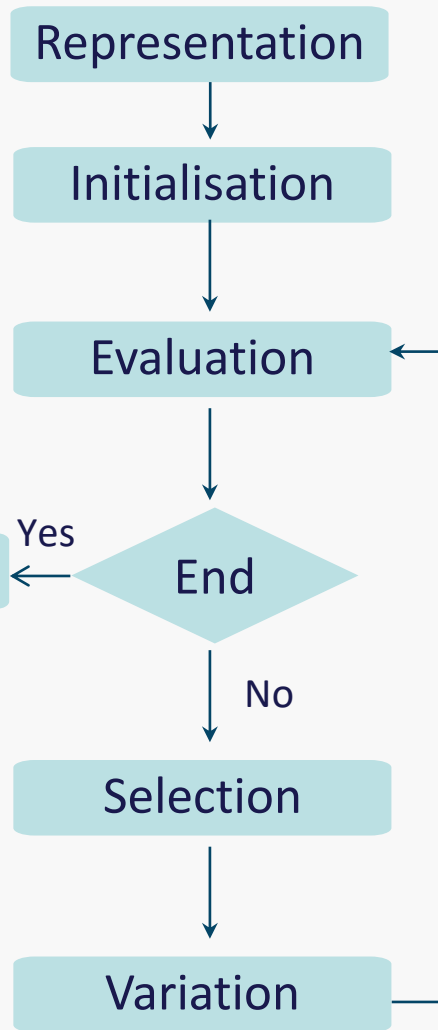 Representation
Initialisation
Evaluation
Yes
End
No
Selection
Variation